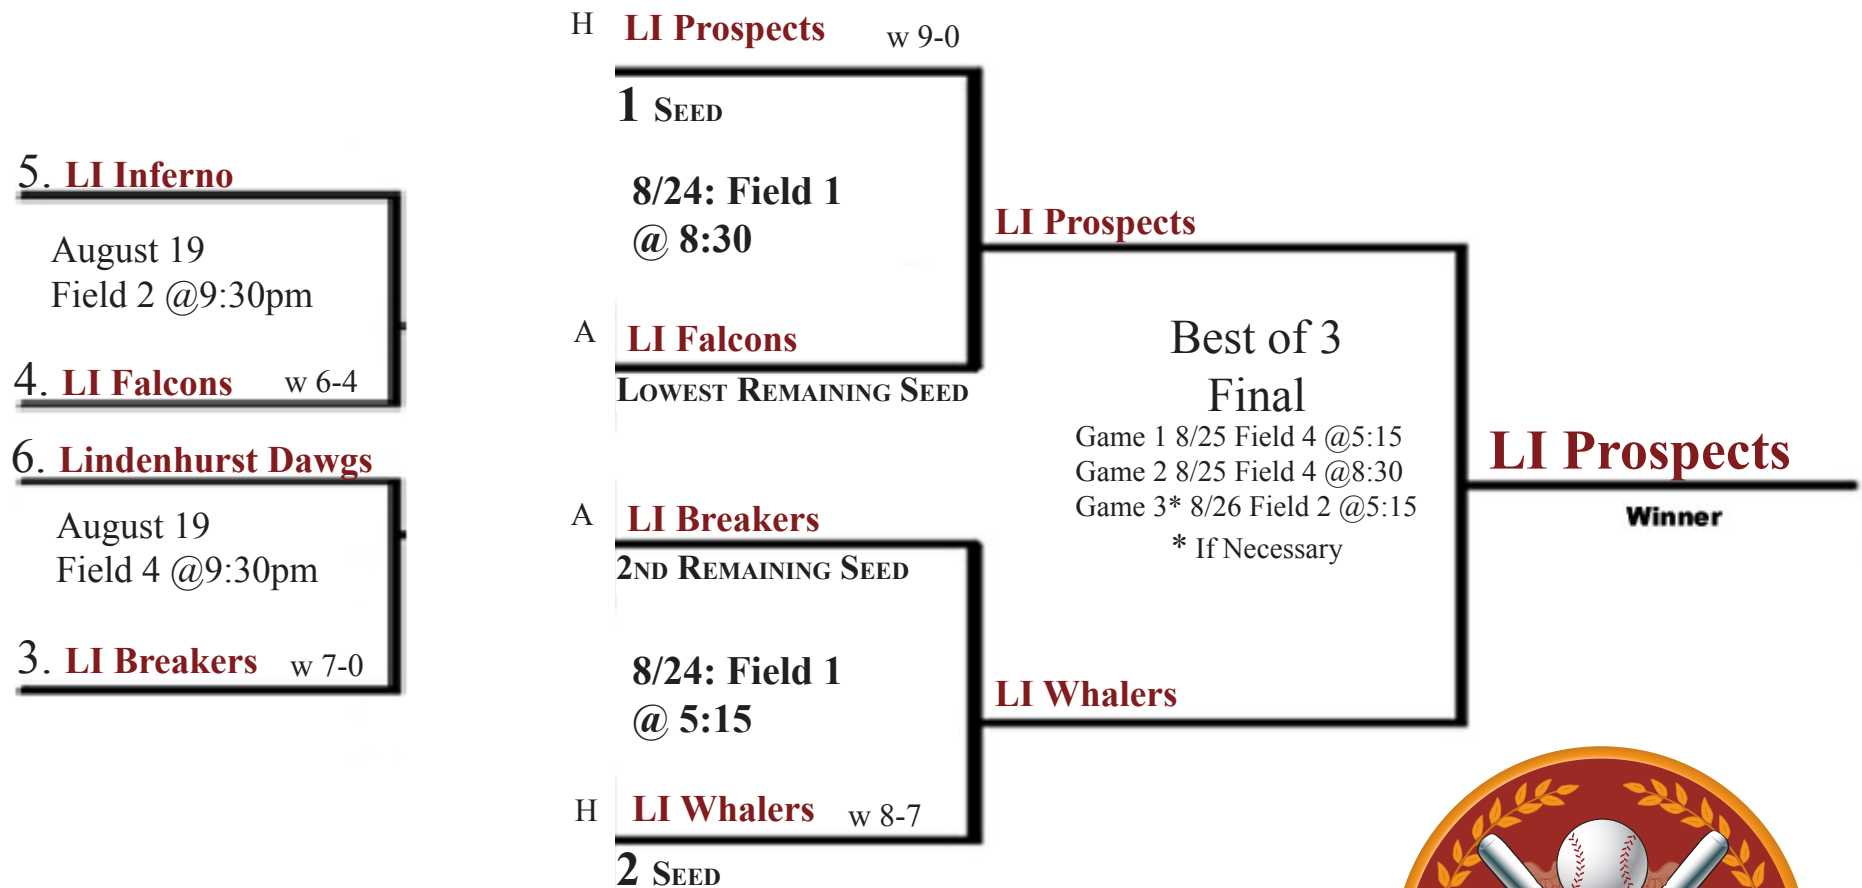 5. LI Inferno
August 19
Field 2 @9:30pm
4. LI Falcons w 6-4
6. Lindenhurst Dawgs
August 19
Field 4 @9:30pm
3. LI Breakers w 7-0
H LI Prospects w 9-0
1 SEED
8/24: Field 1
@ 8:30
A LI Falcons
LOWEST REMAINING SEED
A LI Breakers
2ND REMAINING SEED
8/24: Field 1
@ 5:15
H LI Whalers w 8-7
2 SEED
LI Prospects
Best of 3
Final
Game 1 8/25 Field 4 @5:15
Game 2 8/25 Field 4 @8:30
Game 3* 8/26 Field 2 @5:15
* If Necessary
LI Whalers
LI Prospects
Winner